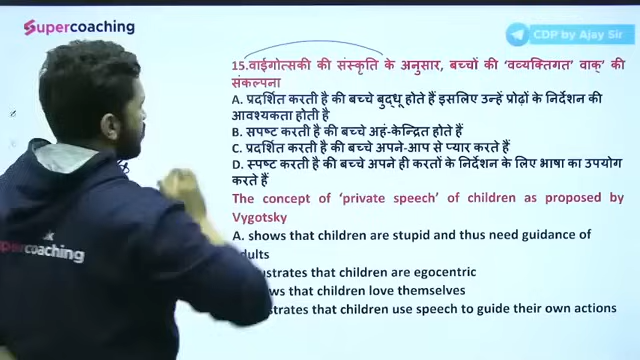 Supercoaching
CDP by Ajay Sir
15.वाईगोत्सकी की संस्कृति के अनुसार, बच्चों की ‘वव्यक्तिगत’ वाक् की
संकल्पना
A. प्रदर्शित करती है की बच्चे बुद्धू होते हैं इसलिए उन्हें प्रोढ़ों के निर्देशन की
आवश्यकता होती है
B. सपष्ट करती है की बच्चे अहं-केन्द्रित होते हैं
C. प्रदर्शित करती है की बच्चे अपने-आप से प्यार करते हैं
D. स्पष्ट करती है की बच्चे अपने ही करतों के निर्देशन के लिए भाषा का उपयोग
करते हैं
The concept of ‘private speech’ of children as proposed by
Vygotsky
A. shows that children are stupid and thus need guidance of
dults
ustrates that children are egocentric
ws that children love themselves
strates that children use speech to guide their own actions
percoaching